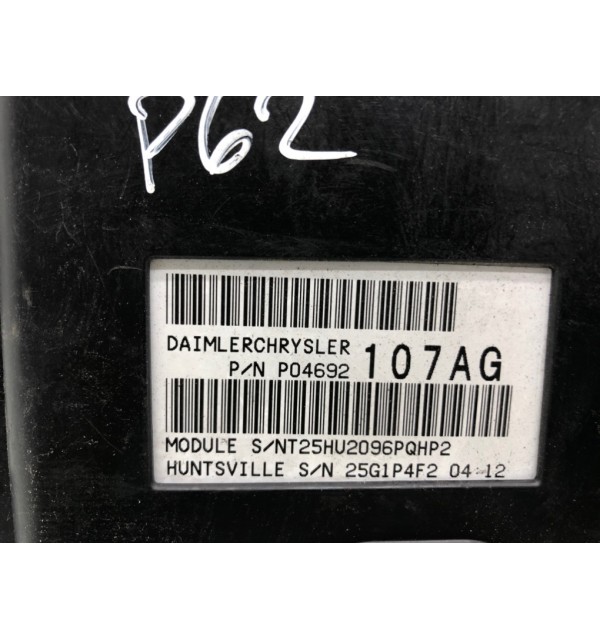 P62
DAIMLERCHRYSLER
P/N P04692 107AG
MODULE S/NT25HU2096PQHP2
HUNTSVILLE S/N 25G1P4F2 04-12